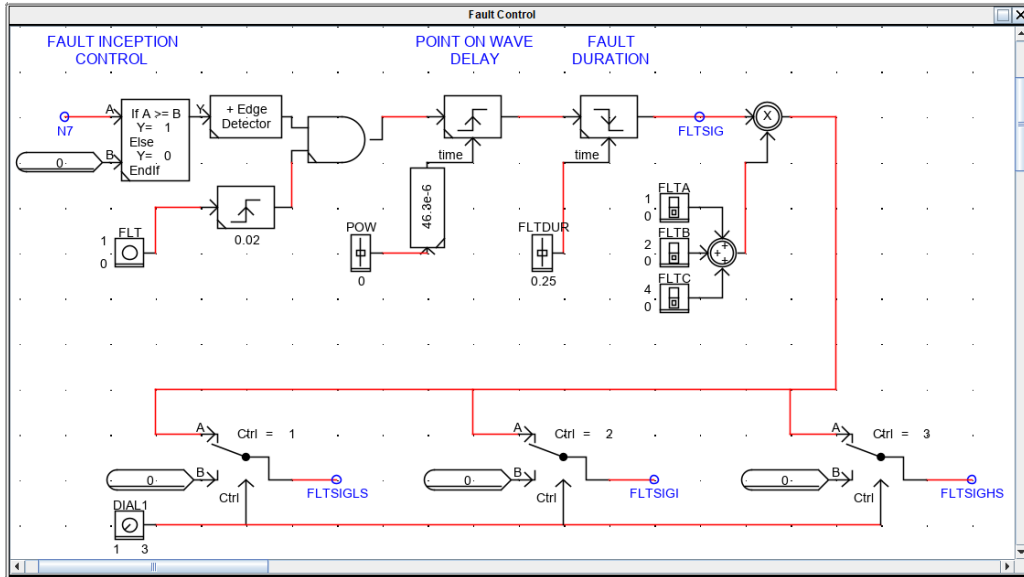 Fault Control
FAULT INCEPTION
CONTROL
POINT ON WAVE
DELAY
FAULT
DURATION
N7
A
B
0
If A >= B
Y= 1
Else
Y= 0
EndIf
Y
+ Edge
Detector
time
time
FLTSIG
X
FLT
1
0
0.02
46.3e-6
POW
0
FLTDUR
0.25
FLTA
1
0
FLTB
2
0
FLTC
4
0
+
+
+
A
Ctrl = 1
B
0
Ctrl
FLTSIGLS
A
Ctrl = 2
B
0
Ctrl
FLTSIGI
A
Ctrl = 3
B
0
Ctrl
FLTSIGHS
DIAL1
1 3